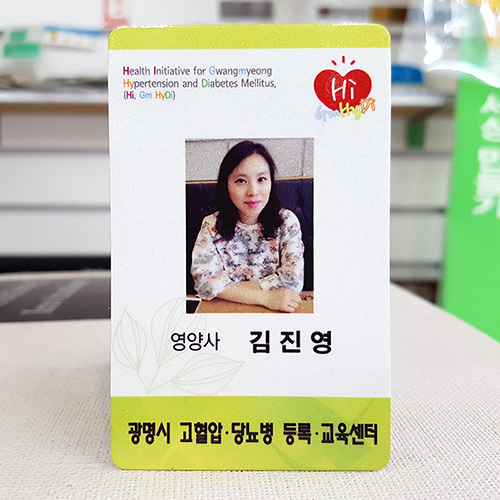 Health Initiative for Gwangmyeong
Hypertension and Diabetes Mellitus,
(Hi, Gm HyDi)
Hi
Gm HyDi
영양사 김진영
광명시 고혈압·당뇨병 등록·교육센터